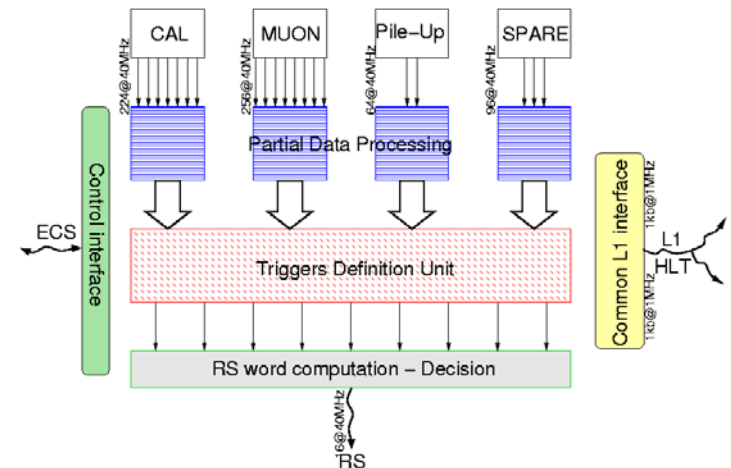 CAL
MUON
Pile-Up
SPARE
224@40MHz
256@40MHz
64@40MHz
96@40MHz
Partial Data Processing
Control interface
ECS
Common L1 interface
1kb@1MHz
L1
HLT
1kb@1MHz
Triggers Definition Unit
RS word computation – Decision
16@40MHz
RS